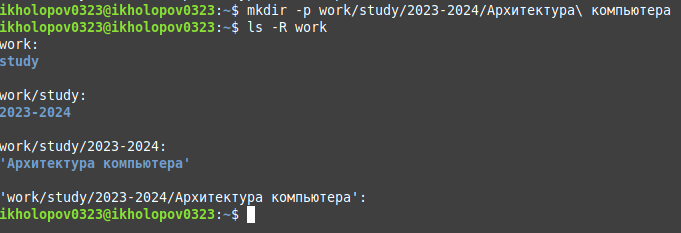 ikholopov0323@ikholopov0323:~$ mkdir -p work/study/2023-2024/Архитектура\ компьютера
ikholopov0323@ikholopov0323:~$ ls -R work
work:
study
work/study:
2023-2024
work/study/2023-2024:
'Архитектура компьютера'
'work/study/2023-2024/Архитектура компьютера':
ikholopov0323@ikholopov0323:~$